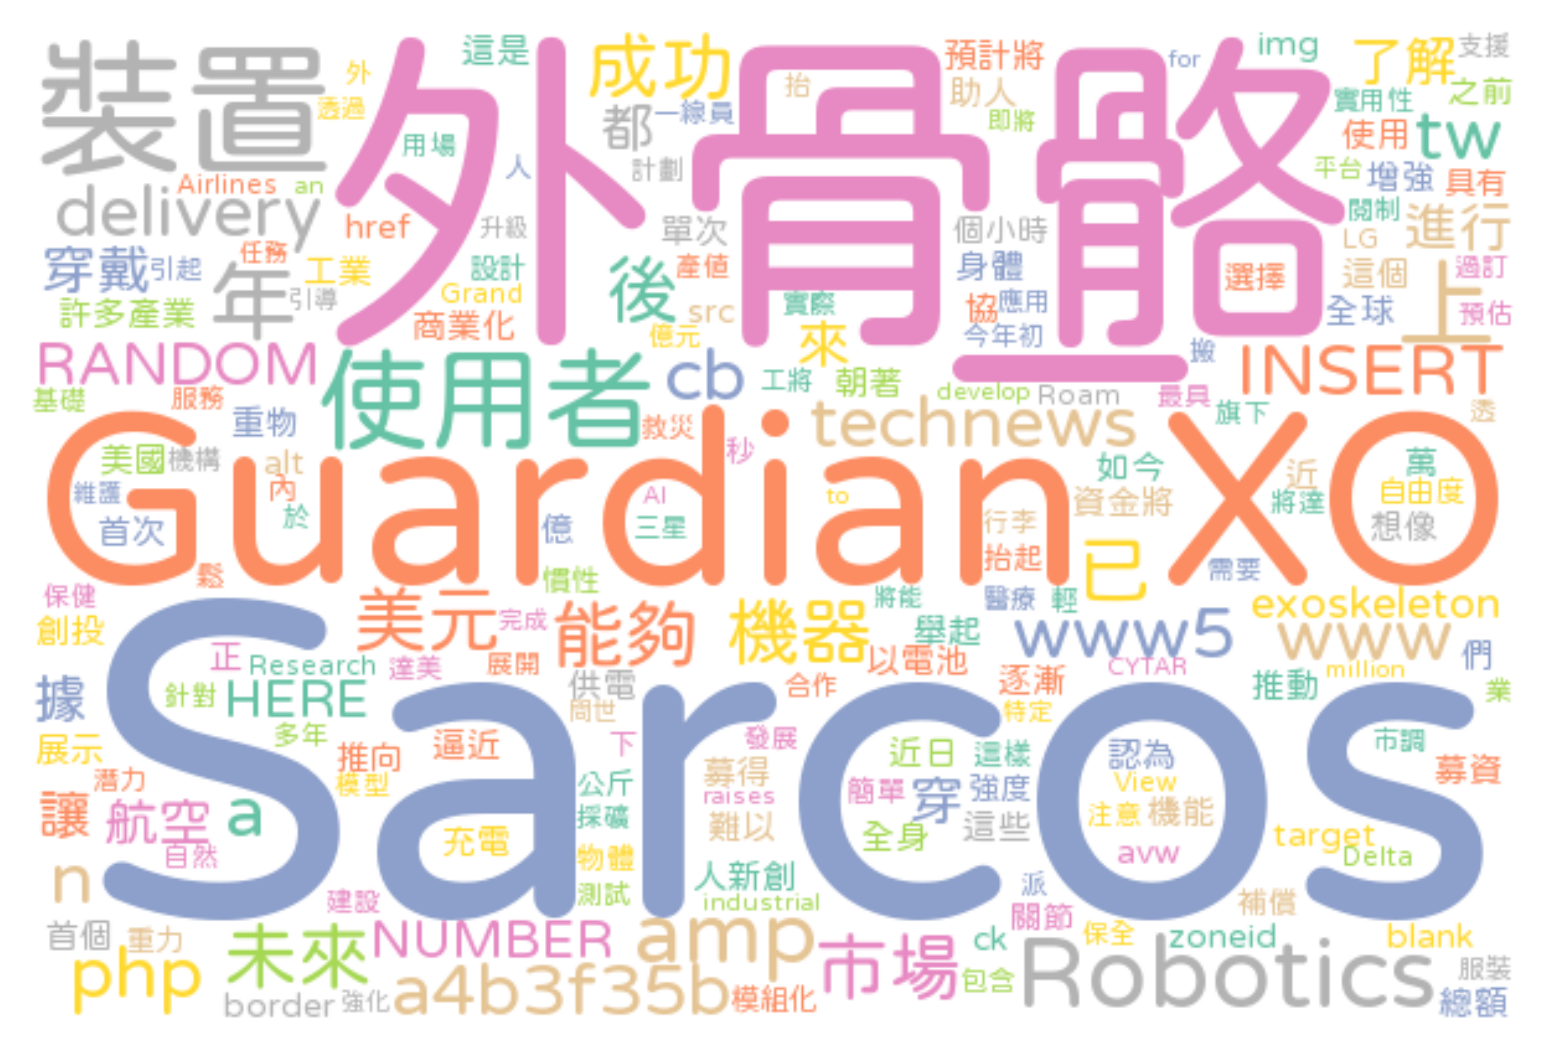 裝置
外骨骼
外
透過
這是
成功
抬
都
一線員
計劃
預計將
助人
即將
for
img
了解
支援
實用性
之前
使用
tw
用場
人
平台
增強
具有
Airlines
an
delivery
href
升級
單次
個小時
身體
閱制
LG
進行
穿戴
引起
任務
年
引導
工業
設計
Grand
後
產值
src
實際
協
應用
選擇
這個
過訂
全球
上
預估
許多產業
商業化
億元
來
今年初
搬
一
RANDOM
使用者
cb
工將
朝著
INSERT
基礎
服務
develop
Roam
最具
旗下
透
重物
救災
technews
美國
機構
alt
秒
如今
近
萬
Guardian XO
維護
內
AI
to
資金將
將達
自由度
首次
於
億
三星
行李
想像
抬起
已
需要
鬆
慣性
保健
美元
完成
能夠
機器
將能
醫療
輕
exoskeleton
創投
舉起
www5
www
們
正
Research
達美
展開
以電池
CYTAR
million
據
針對
HERE
供電
合作
逐漸
推動
業
問世
特定
Sarcos
多年
展示
推向
逼近
下
發展
近日
這樣
認為
市調
潛力
模型
公斤
募得
簡單
穿
強度
View
募資
讓
航空
a
採礦
raises
難以
這些
注意
機能
自然
充電
全身
target
物體
avw
Delta
n
人新創
測試
派
建設
industrial
補償
首個
重力
未來
NUMBER
amp
市場
ck
關節
保全
zoneid
blank
php
包含
Robotics
服裝
border
強化
a4b3f35b
模組化
總額